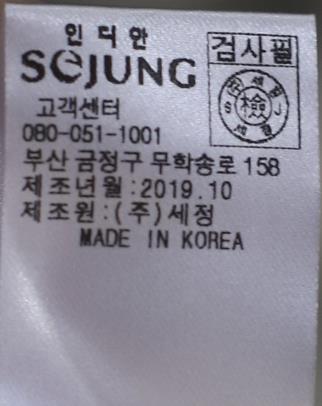 인디안
SeJUNG
검사필
檢
고객센터
080-051-1001
부산 금정구 무학송로 158
제조년월:2019.10
제조원:(주)세정
MADE IN KOREA